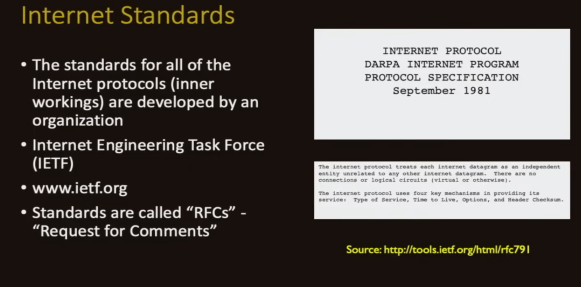 Internet Standards
• The standards for all of the
Internet protocols (inner
workings) are developed by an
organization
• Internet Engineering Task Force
(IETF)
• www.ietf.org
• Standards are called “RFCs” -
“Request for Comments”
INTERNET PROTOCOL
DARPA INTERNET PROGRAM
PROTOCOL SPECIFICATION
September 1981
The internet protocol treats each internet datagram as an independent
entity unrelated to any other internet datagram. There are no
connections or logical circuits (virtual or otherwise).
The internet protocol uses four key mechanisms in providing its
service: Type of Service, Time to Live, Options, and Header Checksum.
Source: http://tools.ietf.org/html/rfc791